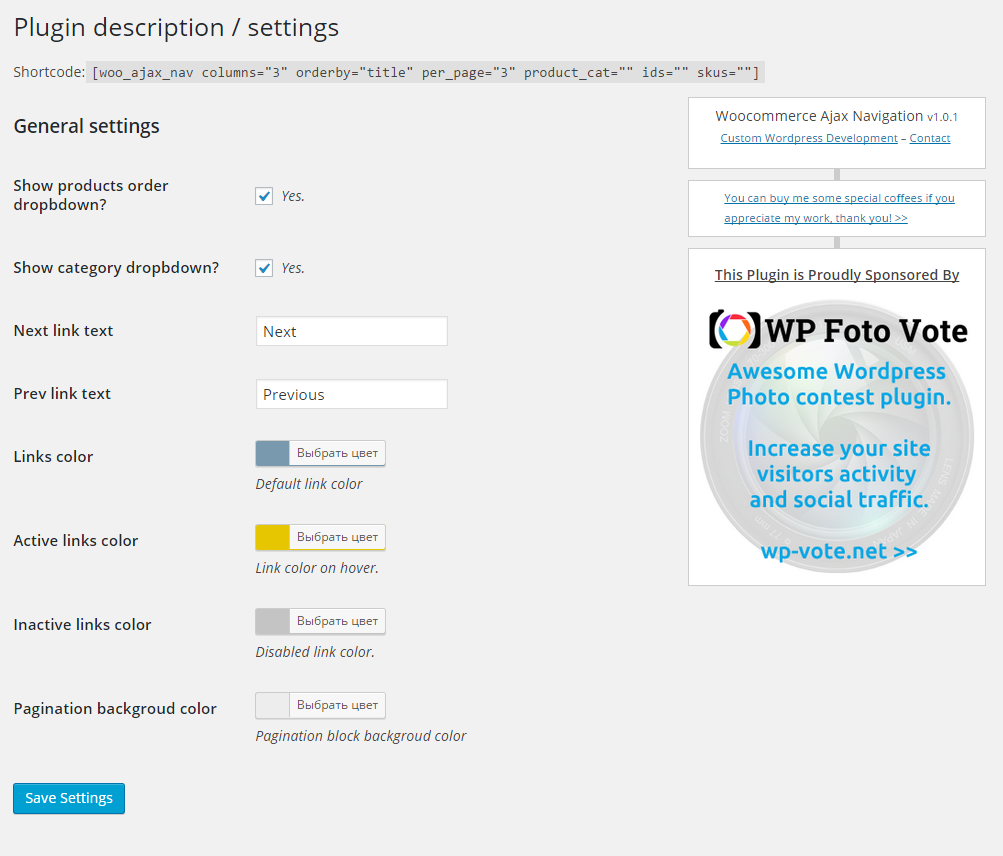 Plugin description / settings
Shortcode: [woo_ajax_nav columns="3" orderby="title" per_page="3" product_cat="" ids="" skus=""]
General settings
Show products order
dropbdown?
Yes.
Show category dropbdown?
Yes.
Next link text
Next
Prev link text
Previous
Links color
Выбрать цвет
Default link color
Active links color
Выбрать цвет
Link color on hover.
Inactive links color
Выбрать цвет
Disabled link color.
Pagination backgroud color
Выбрать цвет
Pagination block backgroud color
Save Settings
Woocommerce Ajax Navigation v1.0.1
Custom Wordpress Development – Contact
You can buy me some special coffees if you
appreciate my work, thank you! >>
This Plugin is Proudly Sponsored By
WP Foto Vote
Awesome Wordpress
Photo contest plugin.
Increase your site
visitors activity
and social traffic.
wp-vote.net >>